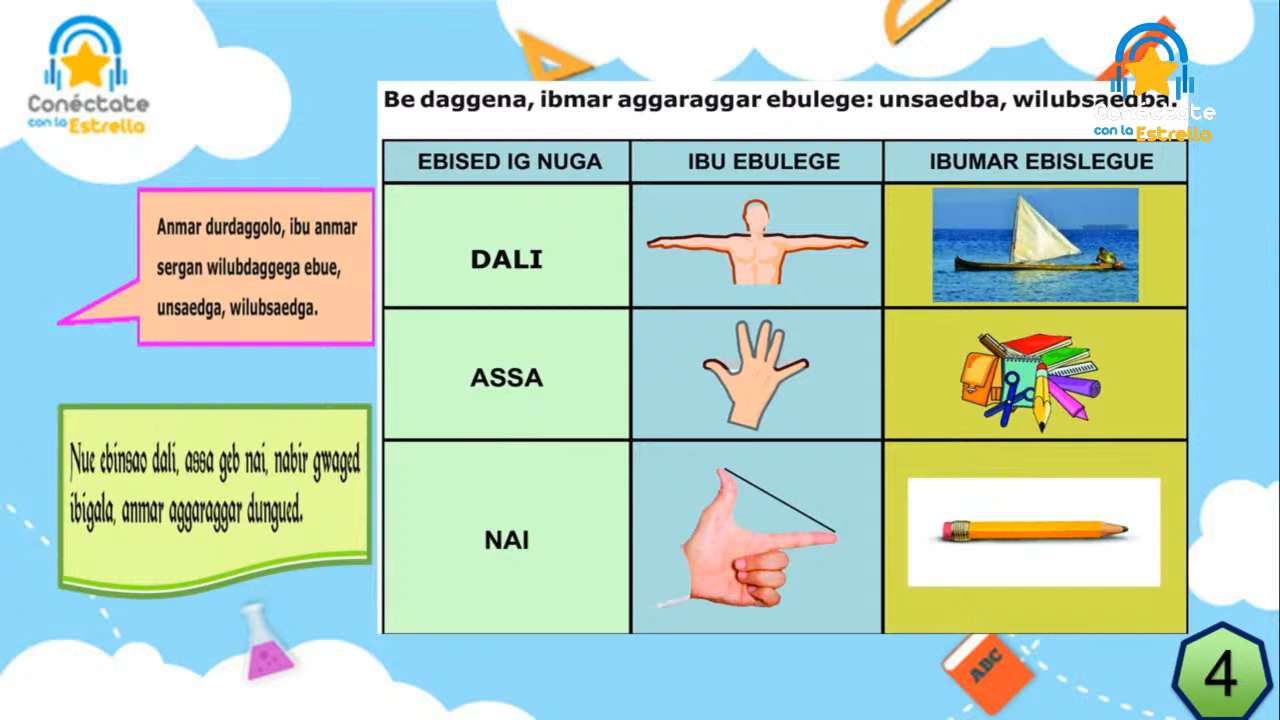 Conéctate
con la Estrella
Conéctate
con la Estrella
Be daggena, ibmar aggaraggar ebulege: unsaedba, wilubsaedba.
EBISED IG NUGA
IBU EBULEGE
IBUMAR EBISLEGUE
Anmar durdaggolo, ibu anmar
sergan wilubdaggega ebue,
unsaedga, wilubsaedga.
DALI
ASSA
Nue ebinsao dali, assa geb nai, nabir gwaged
ibigala, anmar aggaraggar dungued.
NAI
ABC
4